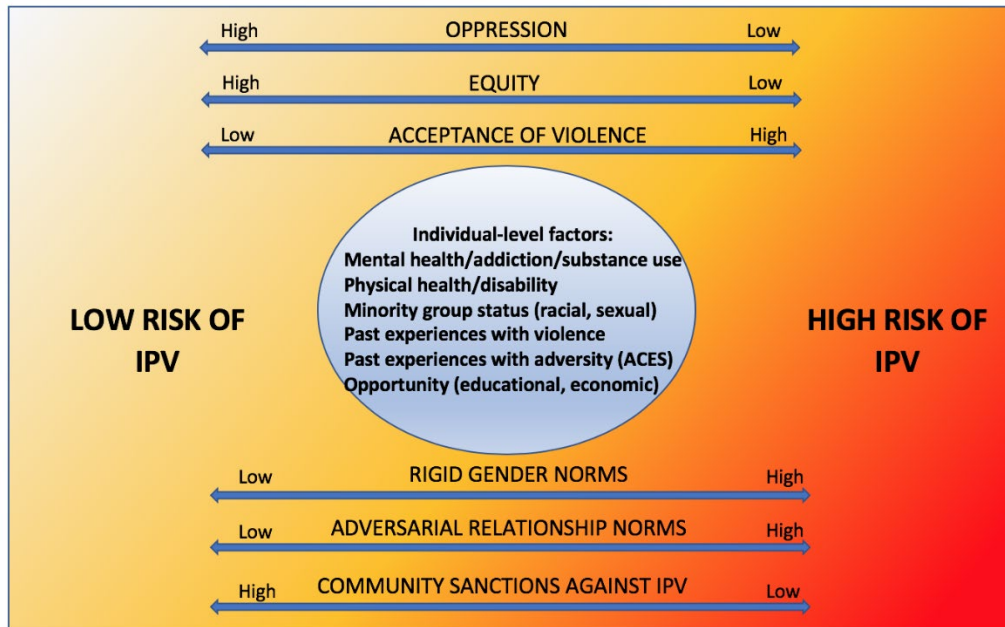 High OPPRESSION Low
High EQUITY Low
Low ACCEPTANCE OF VIOLENCE High
Individual-level factors:
Mental health/addiction/substance use
Physical health/disability
Minority group status (racial, sexual)
Past experiences with violence
Past experiences with adversity (ACES)
Opportunity (educational, economic)
LOW RISK OF
IPV
HIGH RISK OF
IPV
Low RIGID GENDER NORMS High
Low ADVERSARIAL RELATIONSHIP NORMS High
High COMMUNITY SANCTIONS AGAINST IPV Low